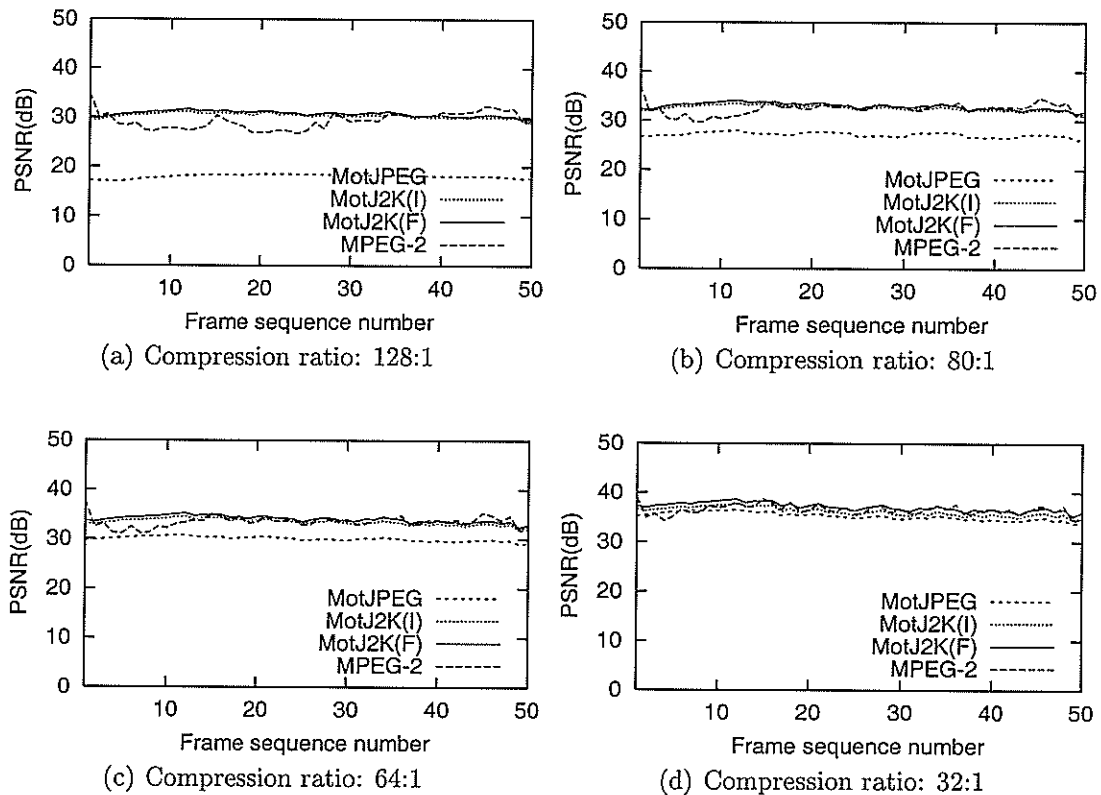 50
40
30
20
10
0
PSNR(dB)
MotJPEG
MotJ2K(I)
MotJ2K(F)
MPEG-2
10 20 30 40 50
Frame sequence number
(a) Compression ratio: 128:1
50
40
30
20
10
0
PSNR(dB)
MotJPEG
MotJ2K(I)
MotJ2K(F)
MPEG-2
10 20 30 40 50
Frame sequence number
(b) Compression ratio: 80:1
50
40
30
20
10
0
PSNR(dB)
MotJPEG
MotJ2K(I)
MotJ2K(F)
MPEG-2
10 20 30 40 50
Frame sequence number
(c) Compression ratio: 64:1
50
40
30
20
10
0
PSNR(dB)
MotJPEG
MotJ2K(I)
MotJ2K(F)
MPEG-2
10 20 30 40 50
Frame sequence number
(d) Compression ratio: 32:1